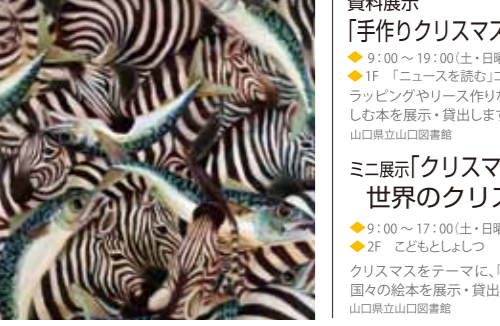 資料展示
「手作りクリスマス
◆ 9：00 ～ 19：00（土・日曜
◆1F 「ニュースを読む」コ
ラッピングやリース作りな
しむ本を展示・貸出します
山口県立山口図書館
ミニ展示「クリスマ
世界のクリス
◆9：00 ～ 17：00（土・日曜
◆2F こどもとしょしつ
クリスマスをテーマに、「
国々の絵本を展示・貸出
山口県立山口図書館